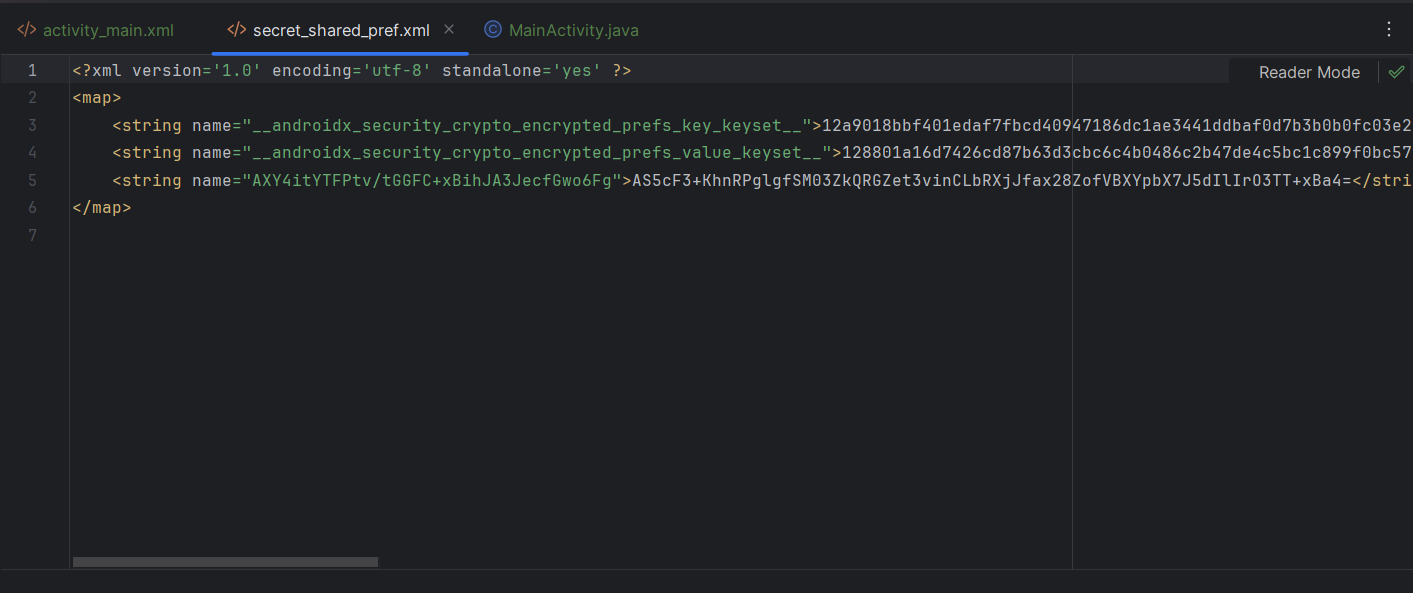 activity_main.xml secret_shared_pref.xml MainActivity.java
1 <?xml version='1.0' encoding='utf-8' standalone='yes' ?>
Reader Mode
2 <map>
3 <string name="__androidx_security_crypto_encrypted_prefs_key_keyset__">12a9018bbf401edaf7fbcd40947186dc1ae3441ddbaf0d7b3b0b0fc03e2
4 <string name="__androidx_security_crypto_encrypted_prefs_value_keyset__">128801a16d7426cd87b63d3cbc6c4b0486c2b47de4c5bc1c899f0bc57
5 <string name="AXY4itYTFPtv/tGGFC+xBihJA3JecfGwo6Fg">AS5cF3+KhnRPglgfSM03ZkQRGZet3vinCLbRXjJfax28ZofVBXYpbX7J5dIlIrO3TT+xBa4=</stri
6 </map>
7